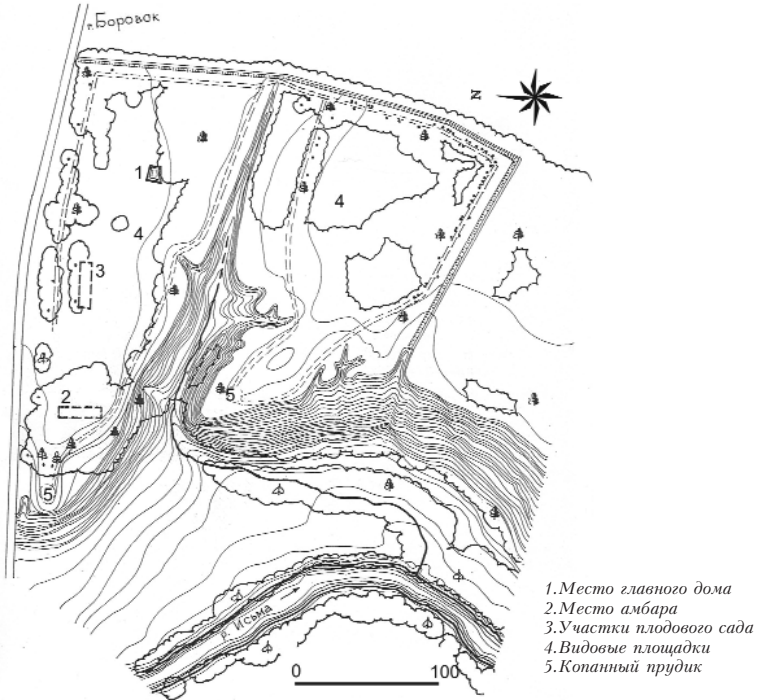 г. Боровск
N
1
4
4
3
2
5
5
р. Исьма
0 100
1.Место главного дома
2.Место амбара
3.Участки плодового сада
4.Видовые площадки
5.Копанный прудик